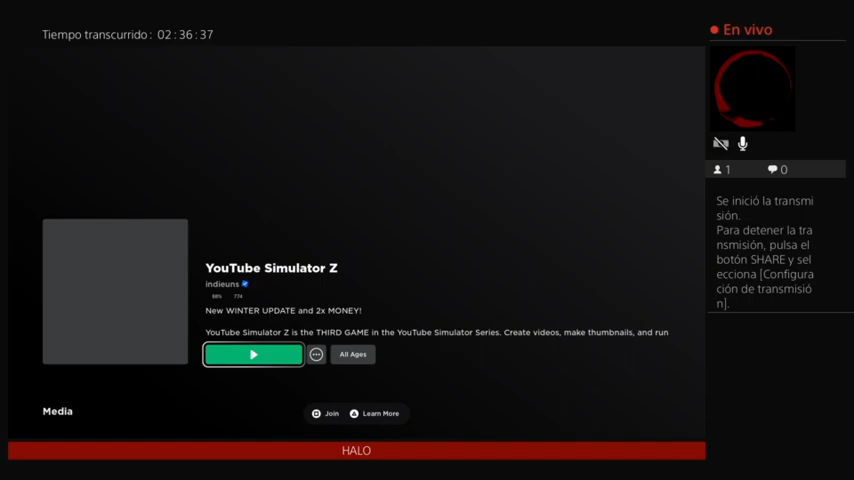 Tiempo transcurrido: 02:36:37
En vivo
1 0
Se inició la transmi
sión.
Para detener la tra
nsmisión, pulsa el
botón SHARE y sel
ecciona [Configura
ción de transmisió
n].
YouTube Simulator Z
indieuns
88% 774
New WINTER UPDATE and 2x MONEY!
YouTube Simulator Z is the THIRD GAME in the YouTube Simulator Series. Create videos, make thumbnails, and run
All Ages
Media
Join Learn More
HALO